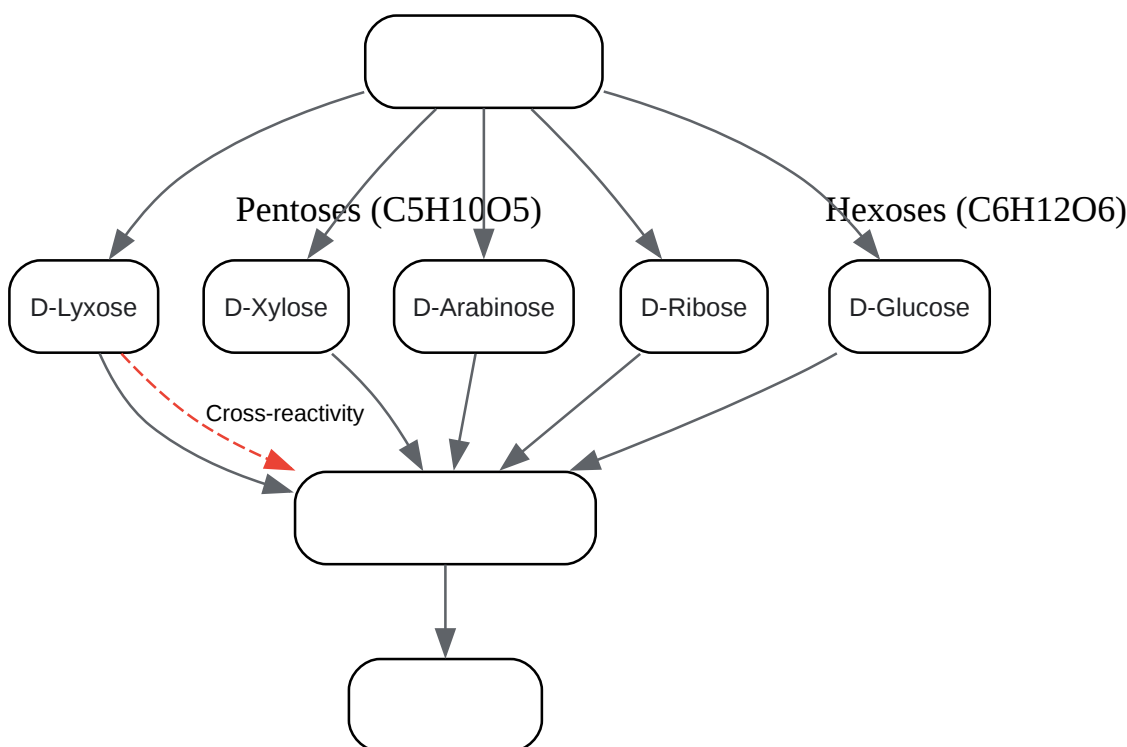 Pentoses (C5H10O5)
Hexoses (C6H12O6)
D-Lyxose
D-Xylose
D-Arabinose
D-Ribose
D-Glucose
Cross-reactivity